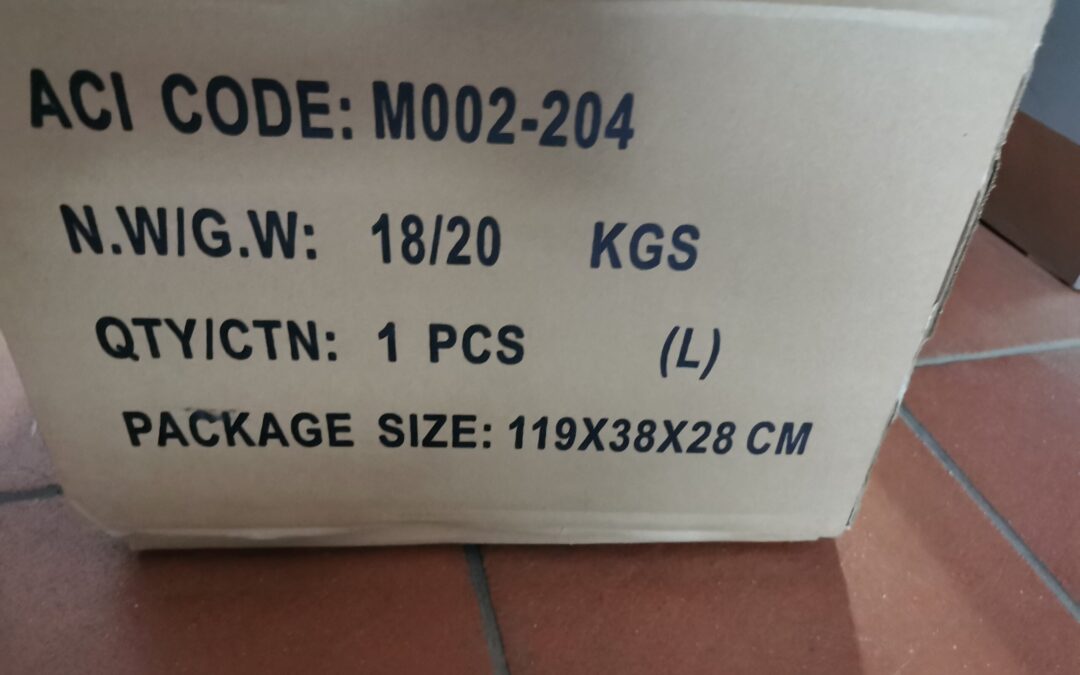 ACI CODE: M002-204
N.W/G.W: 18/20 KGS
QTY/CTN: 1 PCS (L)
PACKAGE SIZE: 119X38X28 CM